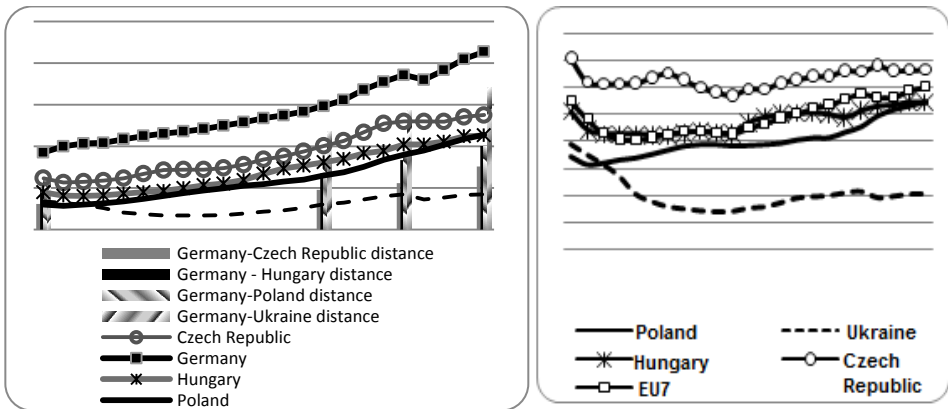 Germany-Czech Republic distance
Germany - Hungary distance
Germany-Poland distance
Germany-Ukraine distance
Czech Republic
Germany
Hungary
Poland
Poland
Ukraine
Hungary
Czech
Republic
EU7